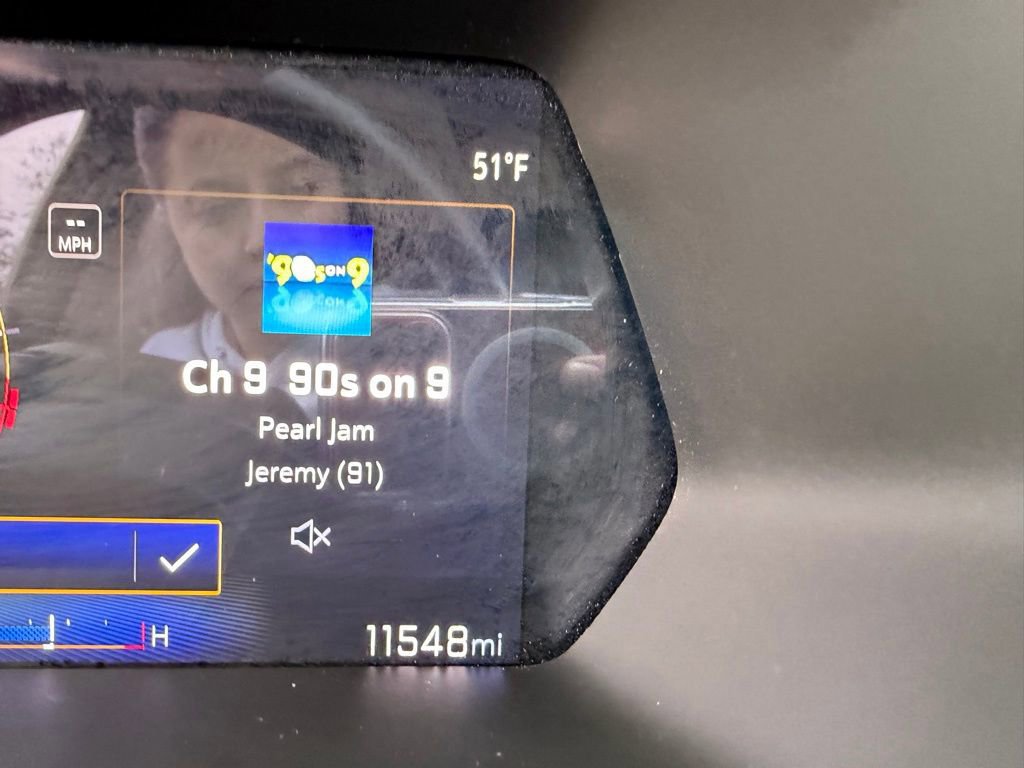 51°F
--
MPH
'90s ON 9
Ch 9 90s on 9
Pearl Jam
Jeremy (91)
H
11548mi